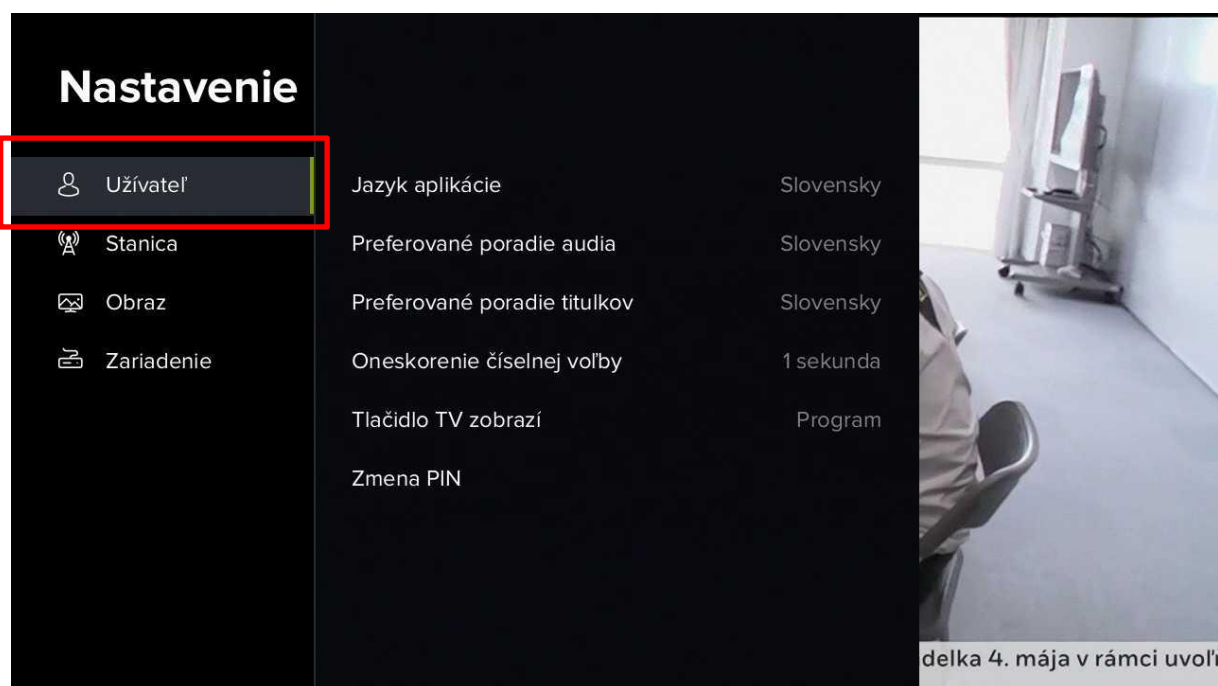 Nastavenie
Užívateľ
Stanica
Obraz
Zariadenie
Jazyk aplikácie Slovensky
Preferované poradie audia Slovensky
Preferované poradie titulkov Slovensky
Oneskorenie číselnej voľby 1 sekunda
Tlačidlo TV zobrazí Program
Zmena PIN
delka 4. mája v rámci